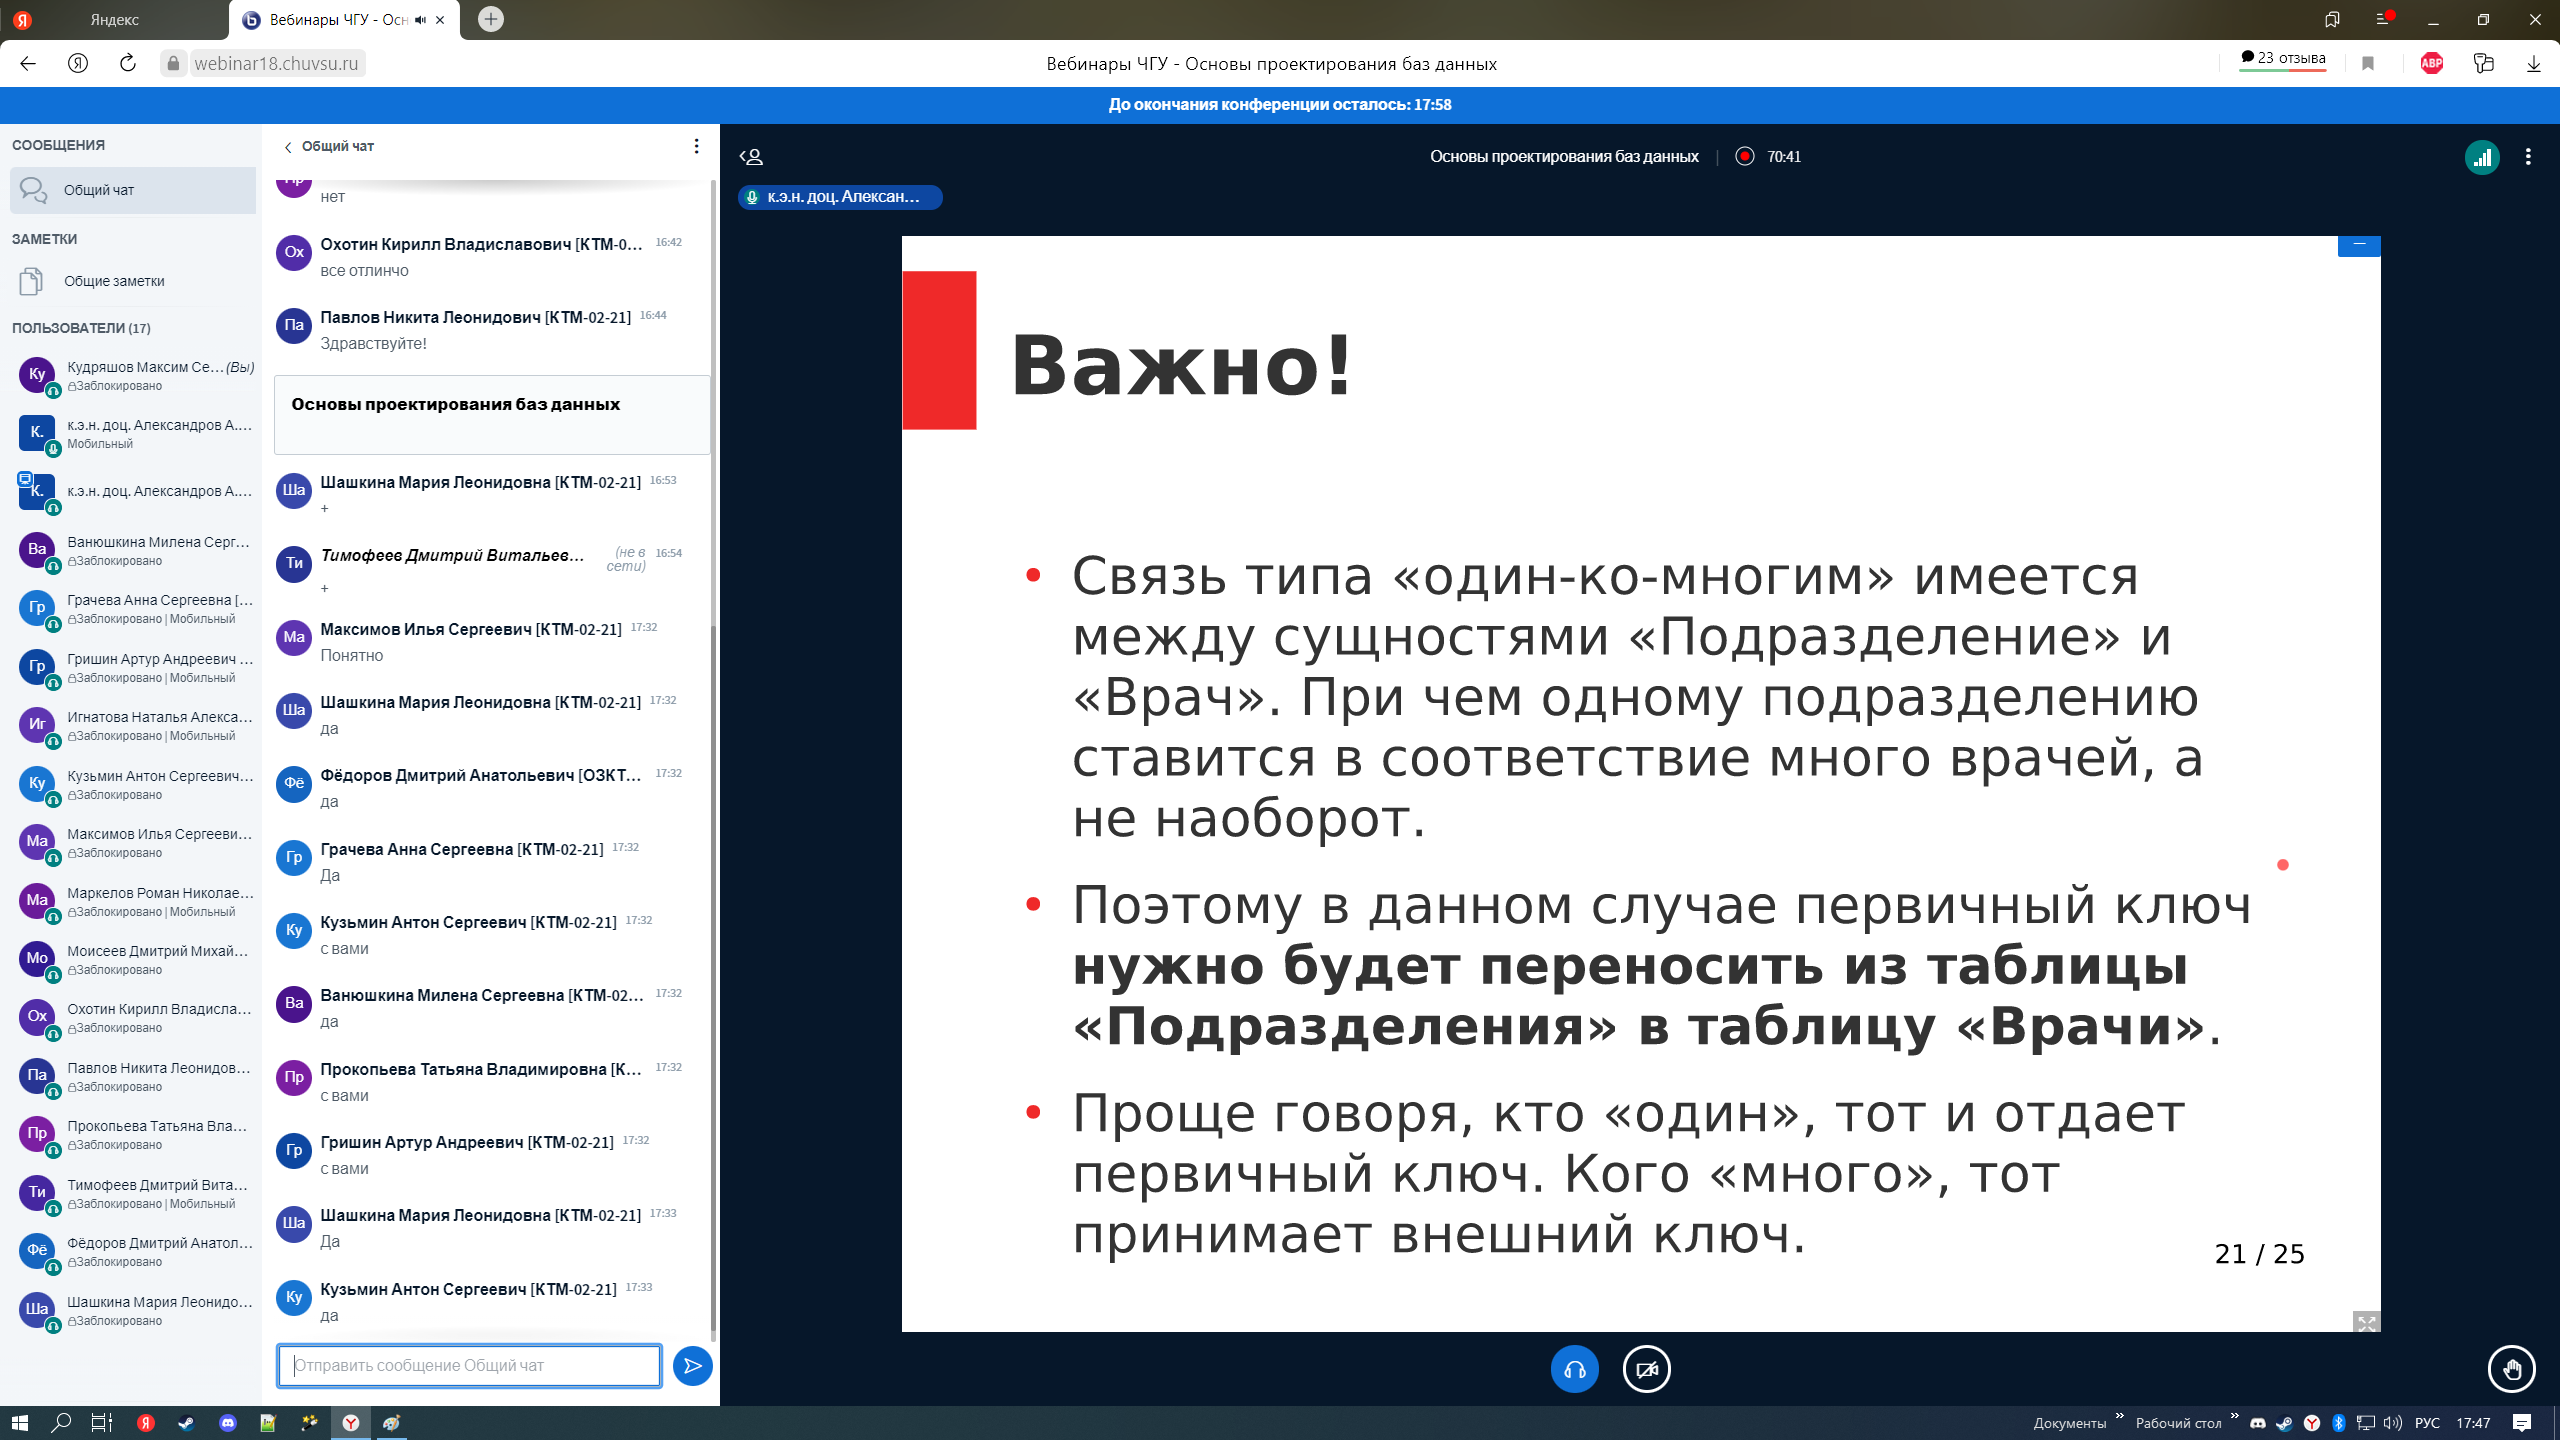 Яндекс
Вебинары ЧГУ - Осн
webinar18.chuvsu.ru
Вебинары ЧГУ - Основы проектирования баз данных
23 отзыва
ABP
До окончания конференции осталось: 17:58
СООБЩЕНИЯ
Общий чат
ЗАМЕТКИ
Общие заметки
ПОЛЬЗОВАТЕЛИ (17)
Ку Кудряшов Максим Се... (Вы)
Заблокировано
К. к.э.н. доц. Александров А....
Мобильный
К. к.э.н. доц. Александров А....
Ва Ванюшкина Милена Серг...
Заблокировано
Гр Грачева Анна Сергеевна [...
Заблокировано | Мобильный
Гр Гришин Артур Андреевич ...
Заблокировано | Мобильный
Иг Игнатова Наталья Алекса...
Заблокировано | Мобильный
Ку Кузьмин Антон Сергеевич...
Заблокировано
Ма Максимов Илья Сергееви...
Заблокировано
Ма Маркелов Роман Николае...
Заблокировано | Мобильный
Мо Моисеев Дмитрий Михай...
Заблокировано
Ох Охотин Кирилл Владисла...
Заблокировано
Па Павлов Никита Леонидов...
Заблокировано
Пр Прокопьева Татьяна Вла...
Заблокировано
Ти Тимофеев Дмитрий Вита...
Заблокировано | Мобильный
Фё Фёдоров Дмитрий Анатол...
Заблокировано
Ша Шашкина Мария Леонидо...
Заблокировано
Общий чат
Пр
нет
Ох Охотин Кирилл Владиславович [КТМ-0... 16:42
все отлинчо
Па Павлов Никита Леонидович [КТМ-02-21] 16:44
Здравствуйте!
Основы проектирования баз данных
Ша Шашкина Мария Леонидовна [КТМ-02-21] 16:53
+
Ти Тимофеев Дмитрий Витальев... (не в сети) 16:54
+
Ма Максимов Илья Сергеевич [КТМ-02-21] 17:32
Понятно
Ша Шашкина Мария Леонидовна [КТМ-02-21] 17:32
да
Фё Фёдоров Дмитрий Анатольевич [ОЗКТ... 17:32
да
Гр Грачева Анна Сергеевна [КТМ-02-21] 17:32
Да
Ку Кузьмин Антон Сергеевич [КТМ-02-21] 17:32
с вами
Ва Ванюшкина Милена Сергеевна [КТМ-02... 17:32
да
Пр Прокопьева Татьяна Владимировна [К... 17:32
с вами
Гр Гришин Артур Андреевич [КТМ-02-21] 17:32
с вами
Ша Шашкина Мария Леонидовна [КТМ-02-21] 17:33
Да
Ку Кузьмин Антон Сергеевич [КТМ-02-21] 17:33
да
Отправить сообщение Общий чат
Основы проектирования баз данных | 70:41
к.э.н. доц. Алексан...
Важно!
• Связь типа «один-ко-многим» имеется
между сущностями «Подразделение» и
«Врач». При чем одному подразделению
ставится в соответствие много врачей, а
не наоборот.
• Поэтому в данном случае первичный ключ
нужно будет переносить из таблицы
«Подразделения» в таблицу «Врачи».
• Проще говоря, кто «один», тот и отдает
первичный ключ. Кого «много», тот
принимает внешний ключ.
21 / 25
Документы » Рабочий стол » РУС 17:47